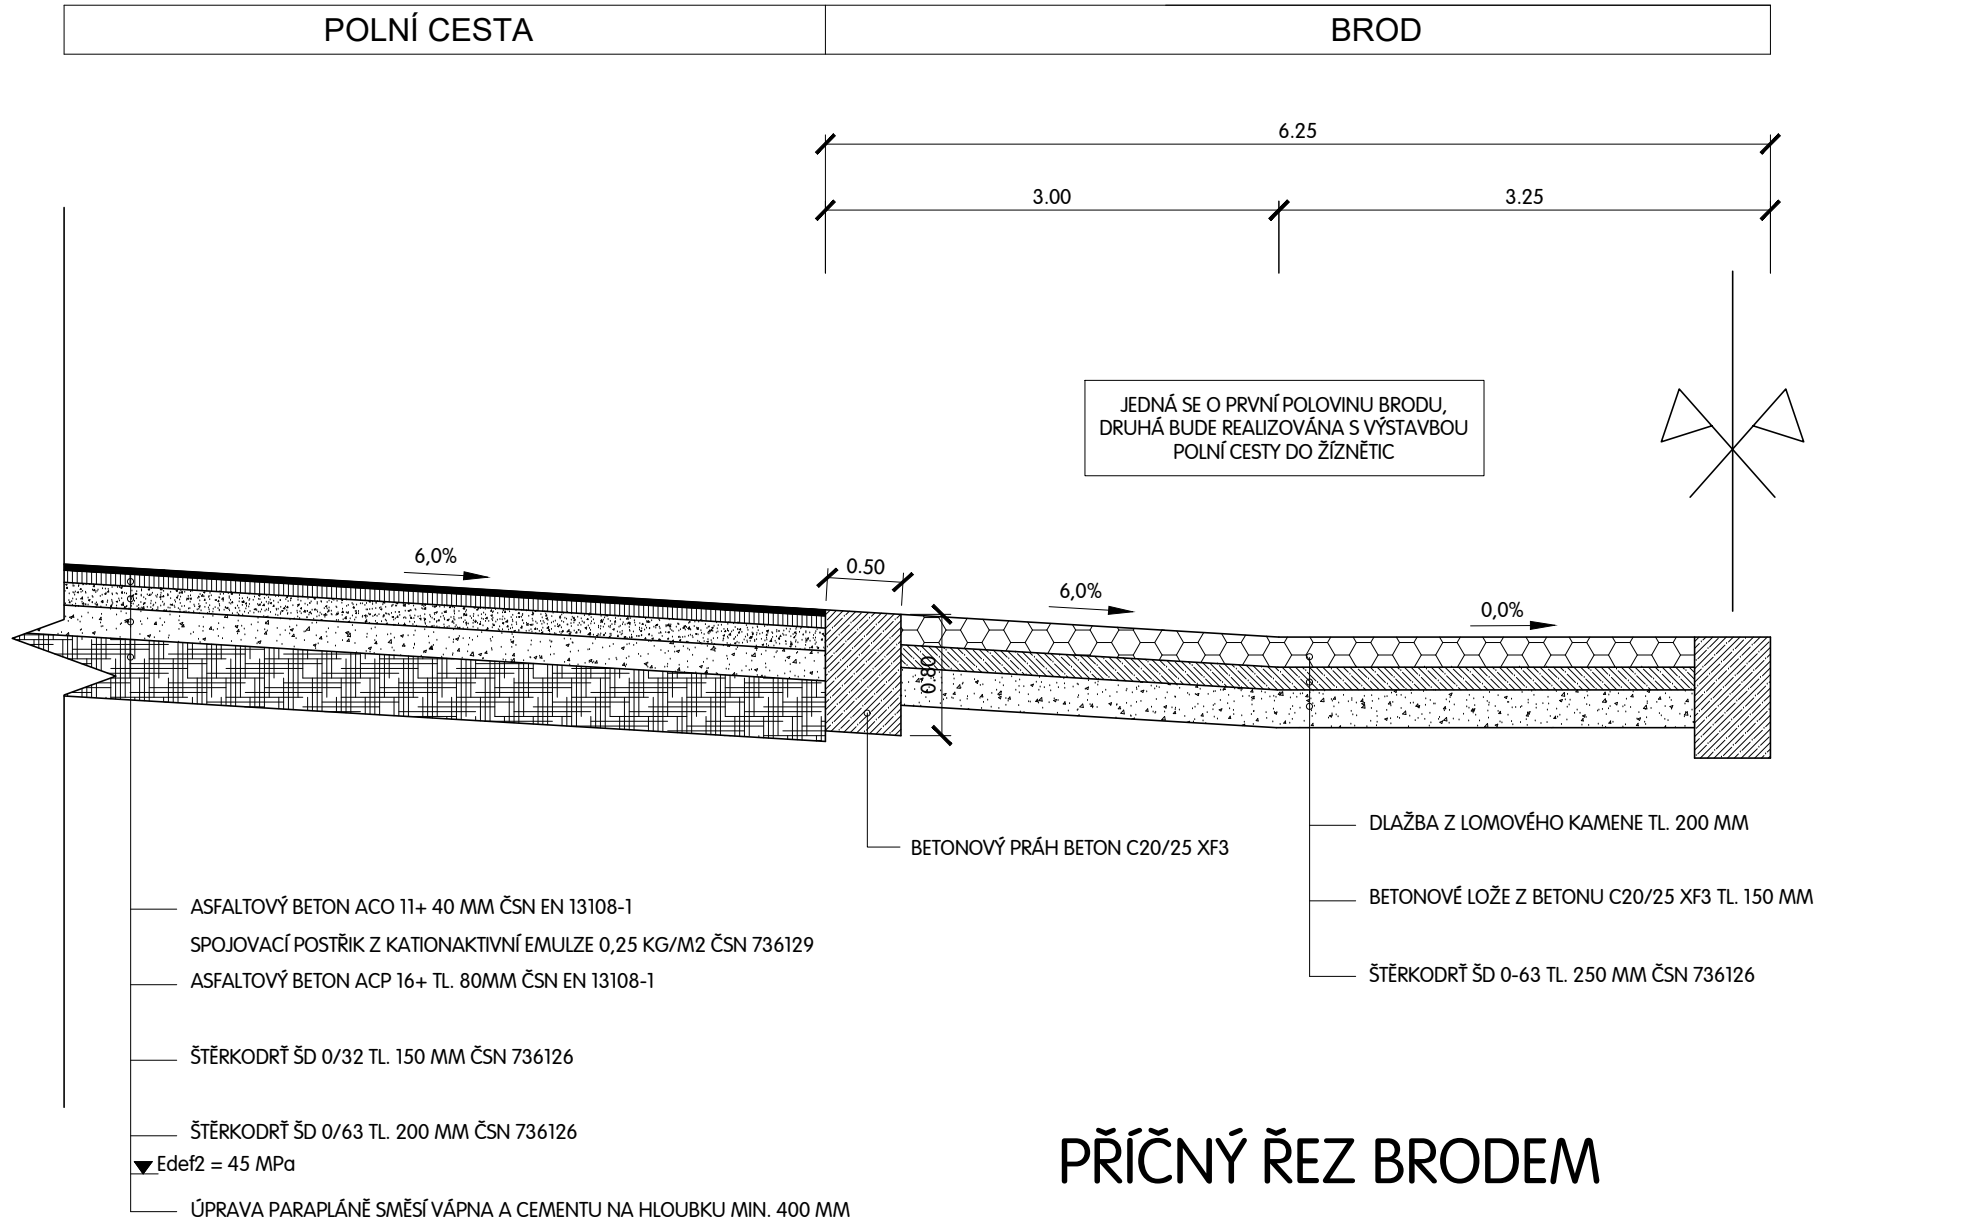 POLNÍ CESTA
BROD
6.25
3.00
3.25
JEDNÁ SE O PRVNÍ POLOVINU BRODU,
DRUHÁ BUDE REALIZOVÁNA S VÝSTAVBOU
POLNÍ CESTY DO ŽÍZNĚTIC
6,0%
0.50
6,0%
0,0%
0.80
DLAŽBA Z LOMOVÉHO KAMENE TL. 200 MM
BETONOVÝ PRÁH BETON C20/25 XF3
BETONOVÉ LOŽE Z BETONU C20/25 XF3 TL. 150 MM
ŠTĚRKODRŤ ŠD 0-63 TL. 250 MM ČSN 736126
ASFALTOVÝ BETON ACO 11+ 40 MM ČSN EN 13108-1
SPOJOVACÍ POSTŘIK Z KATIONAKTIVNÍ EMULZE 0,25 KG/M2 ČSN 736129
ASFALTOVÝ BETON ACP 16+ TL. 80MM ČSN EN 13108-1
ŠTĚRKODRŤ ŠD 0/32 TL. 150 MM ČSN 736126
ŠTĚRKODRŤ ŠD 0/63 TL. 200 MM ČSN 736126
Edef2 = 45 MPa
ÚPRAVA PARAPLÁNĚ SMĚSÍ VÁPNA A CEMENTU NA HLOUBKU MIN. 400 MM
PŘÍČNÝ ŘEZ BRODEM